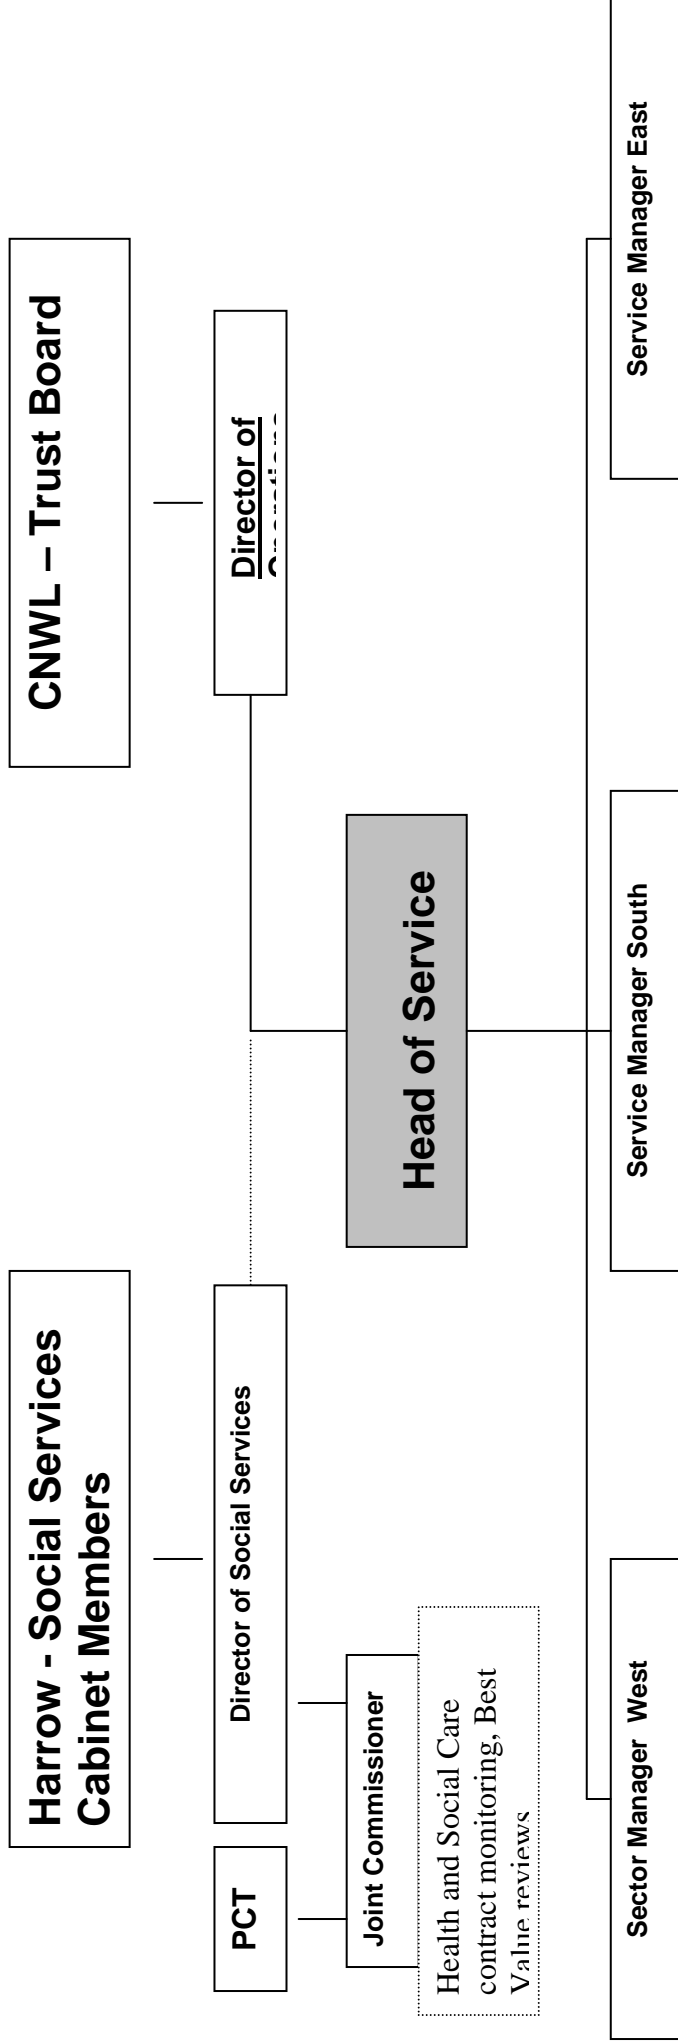 Harrow - Social Services
Cabinet Members
CNWL – Trust Board
PCT
Director of Social Services
Director of
Operations
Joint Commissioner
Health and Social Care
contract monitoring, Best
Value reviews
Head of Service
Sector Manager West
Service Manager South
Service Manager East